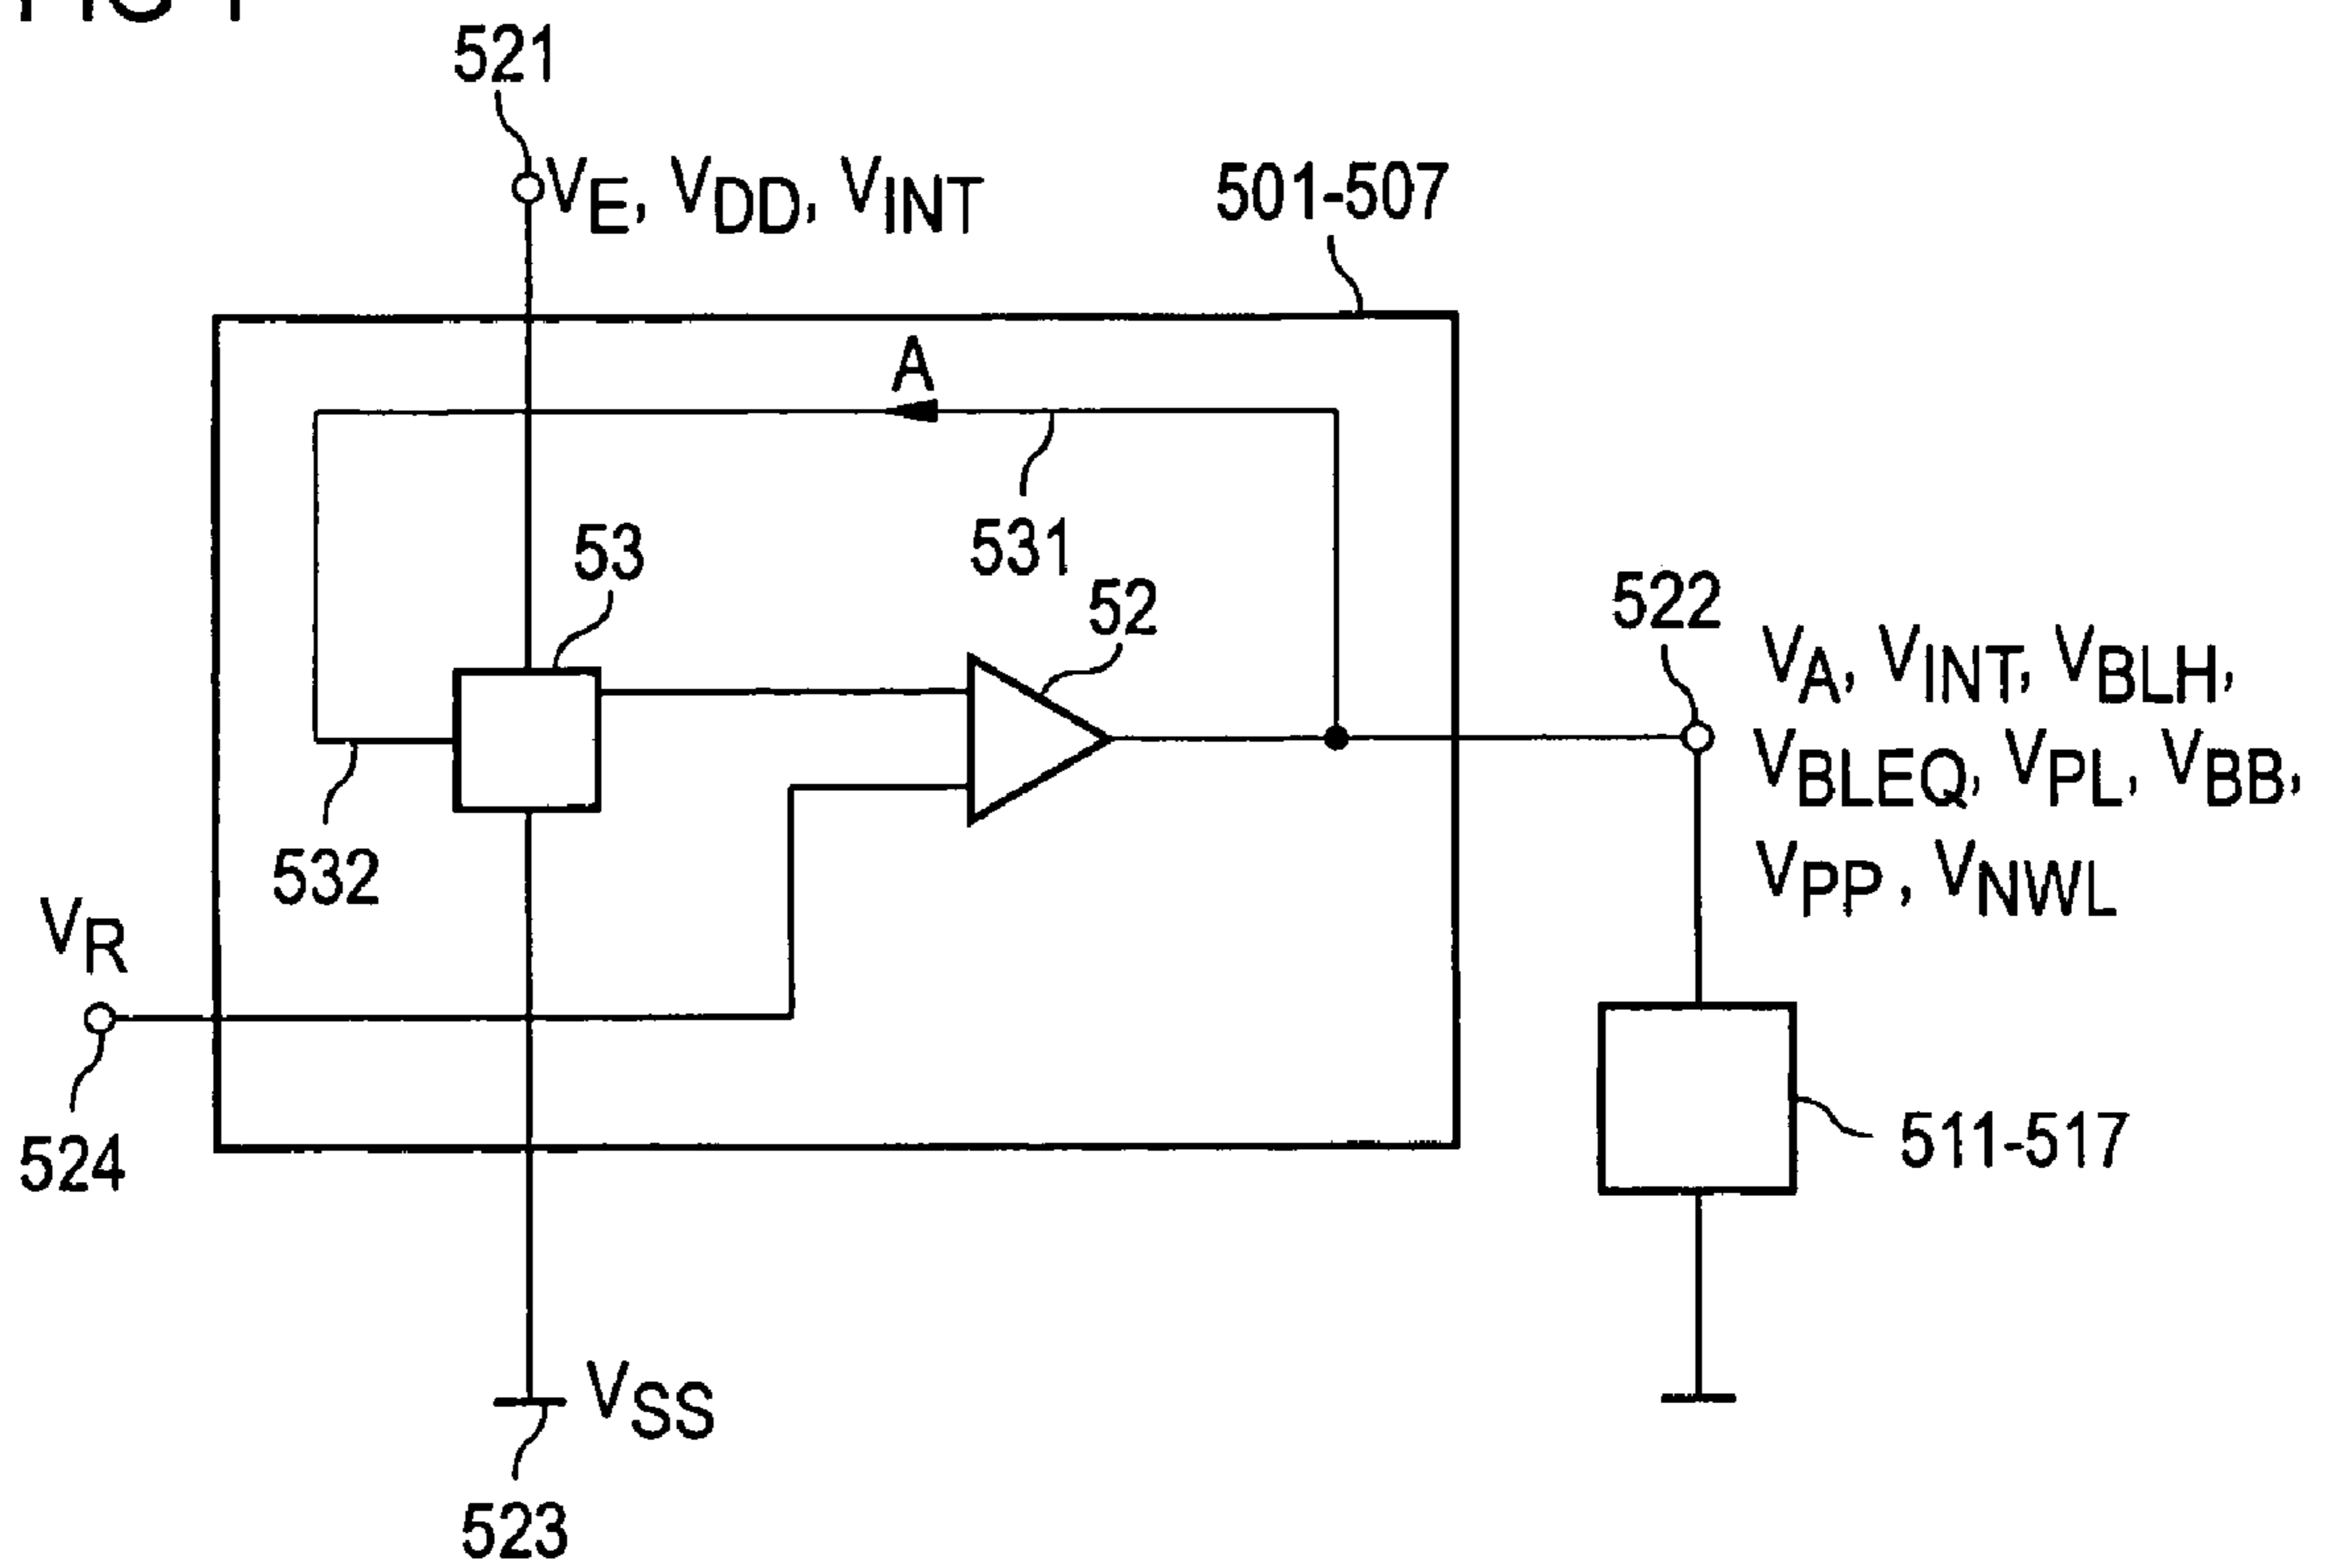 521
VE, VDD, VINT
501-507
A
531
53
52
522
VA, VINT, VBLH,
VBLEQ, VPL, VBB,
VPP, VNWL
532
VR
524
511-517
VSS
523